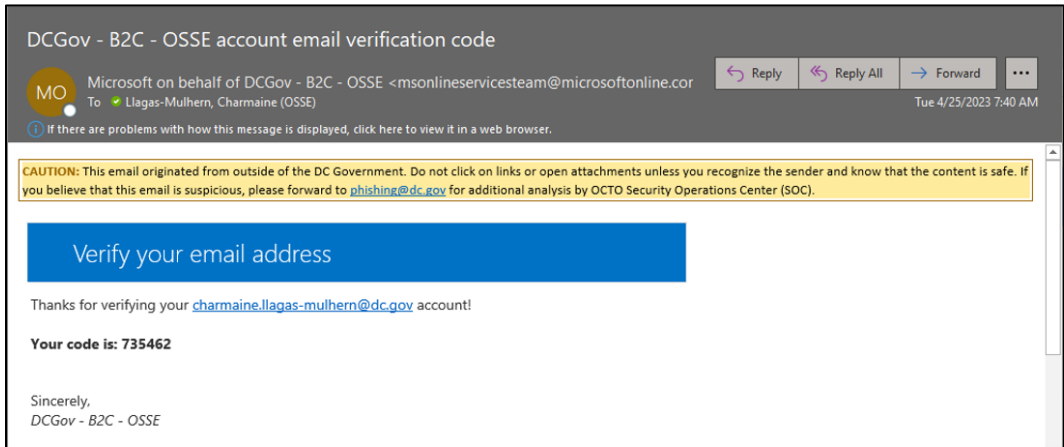 DCGov - B2C - OSSE account email verification code
MO
Microsoft on behalf of DCGov - B2C - OSSE <msonlineservicesteam@microsoftonline.cor
To Llagas-Mulhern, Charmaine (OSSE)
Reply
Reply All
Forward
...
Tue 4/25/2023 7:40 AM
If there are problems with how this message is displayed, click here to view it in a web browser.
CAUTION: This email originated from outside of the DC Government. Do not click on links or open attachments unless you recognize the sender and know that the content is safe. If
you believe that this email is suspicious, please forward to phishing@dc.gov for additional analysis by OCTO Security Operations Center (SOC).
Verify your email address
Thanks for verifying your charmaine.llagas-mulhern@dc.gov account!
Your code is: 735462
Sincerely,
DCGov - B2C - OSSE